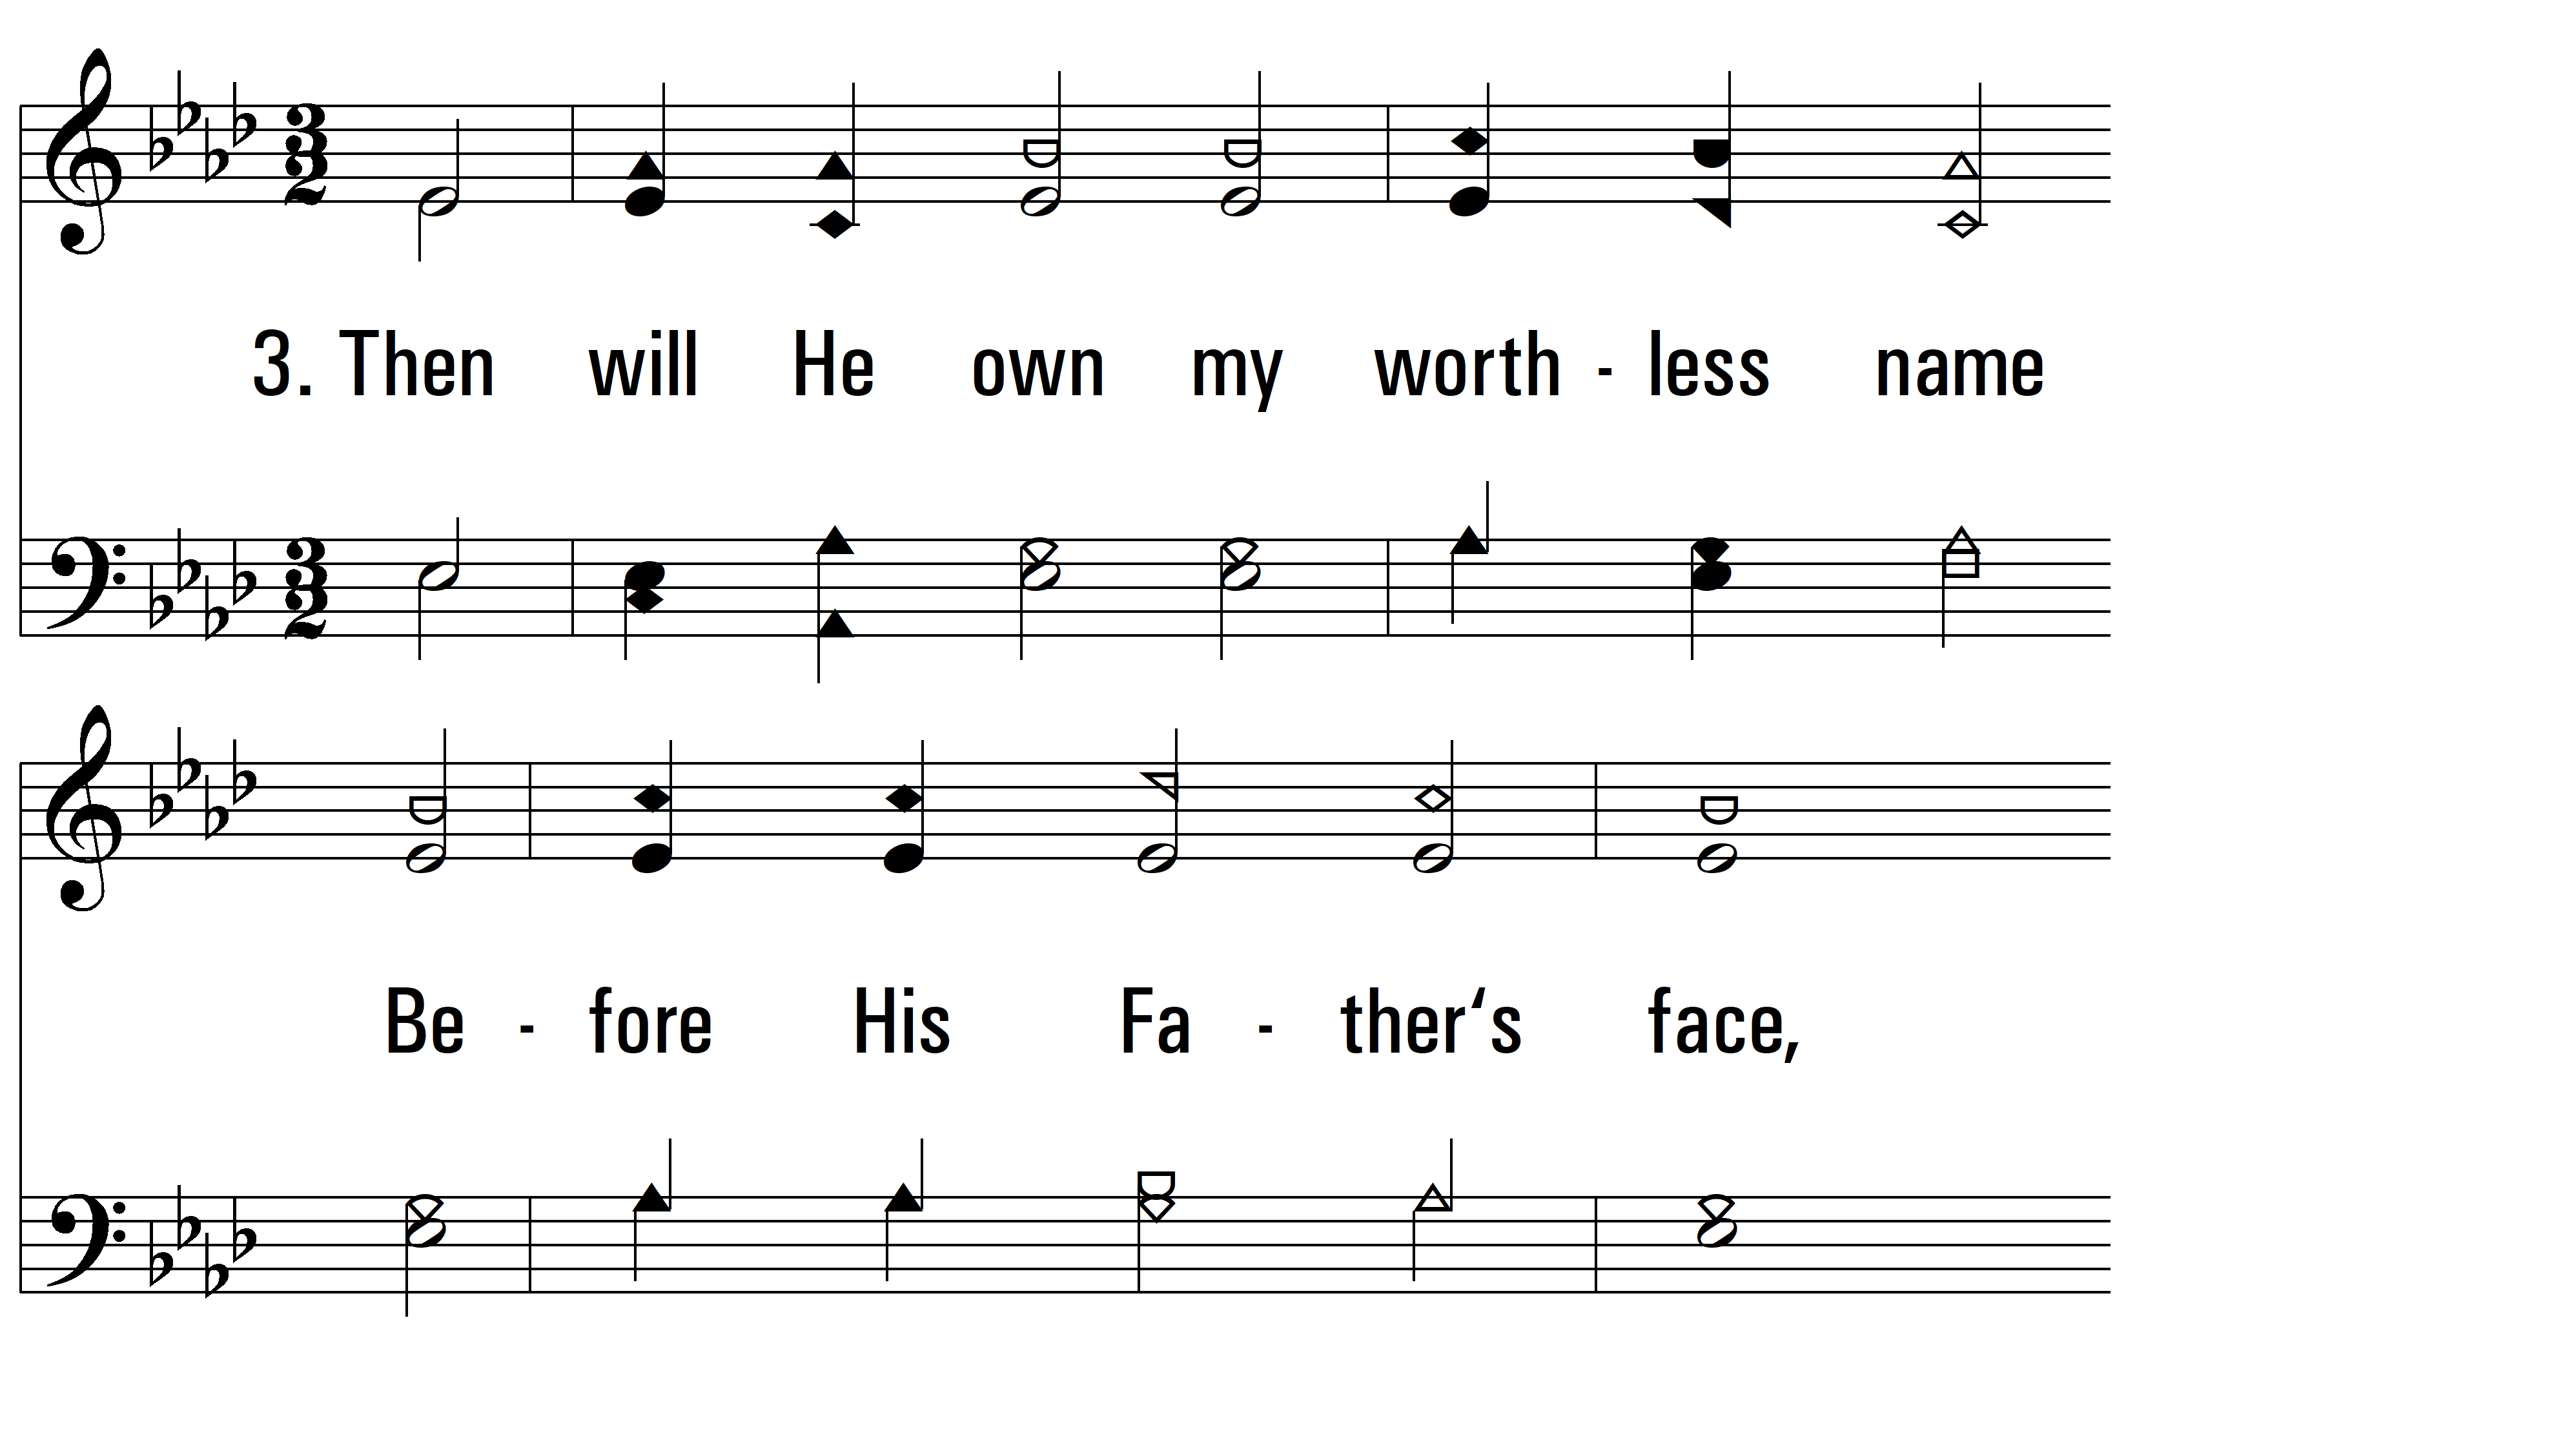 3. Then will He own my worth - less name
Be - fore His Fa - ther‘s face,